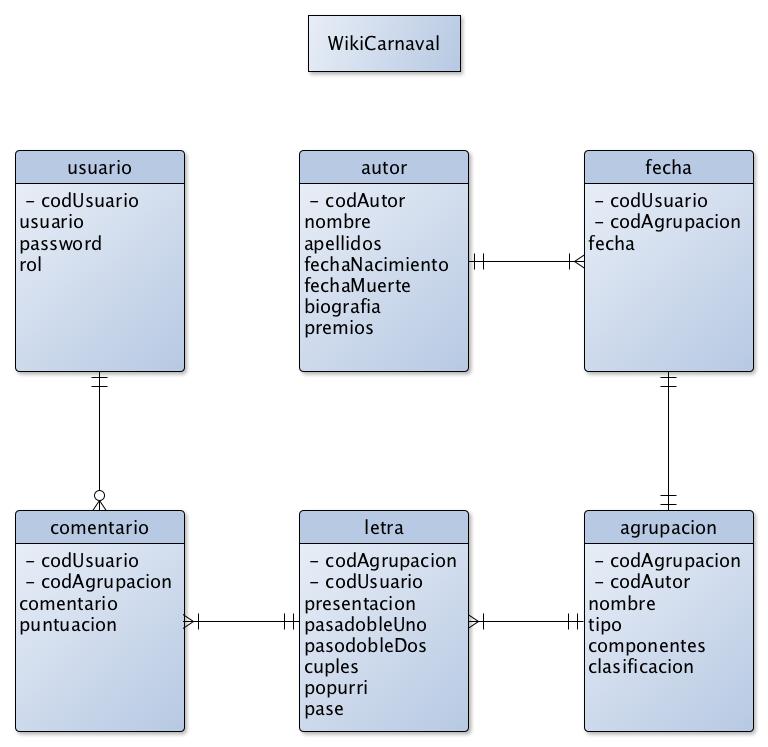 WikiCarnaval
usuario
- codUsuario
usuario
password
rol
autor
- codAutor
nombre
apellidos
fechaNacimiento
fechaMuerte
biografia
premios
fecha
- codUsuario
- codAgrupacion
fecha
comentario
- codUsuario
- codAgrupacion
comentario
puntuacion
letra
- codAgrupacion
- codUsuario
presentacion
pasadobleUno
pasodobleDos
cuples
popurri
pase
agrupacion
- codAgrupacion
- codAutor
nombre
tipo
componentes
clasificacion